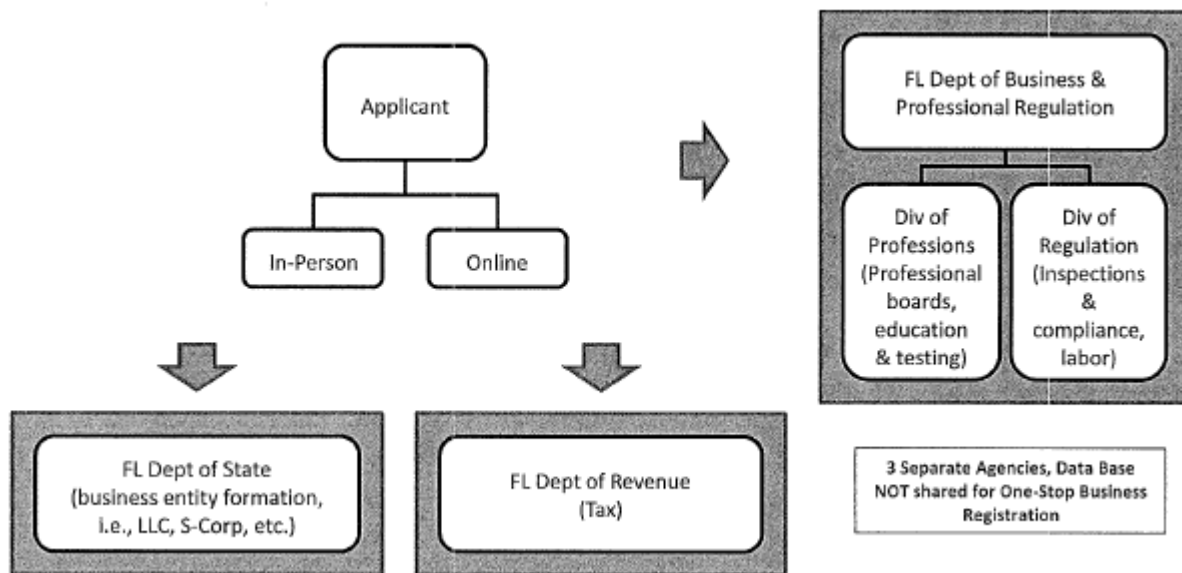 Applicant
In-Person
Online
FL Dept of Business &
Professional Regulation
Div of
Professions
(Professional
boards,
education
& testing)
Div of
Regulation
(Inspections
&
compliance,
labor)
FL Dept of State
(business entity formation,
i.e., LLC, S-Corp, etc.)
FL Dept of Revenue
(Tax)
3 Separate Agencies, Data Base
NOT shared for One-Stop Business
Registration